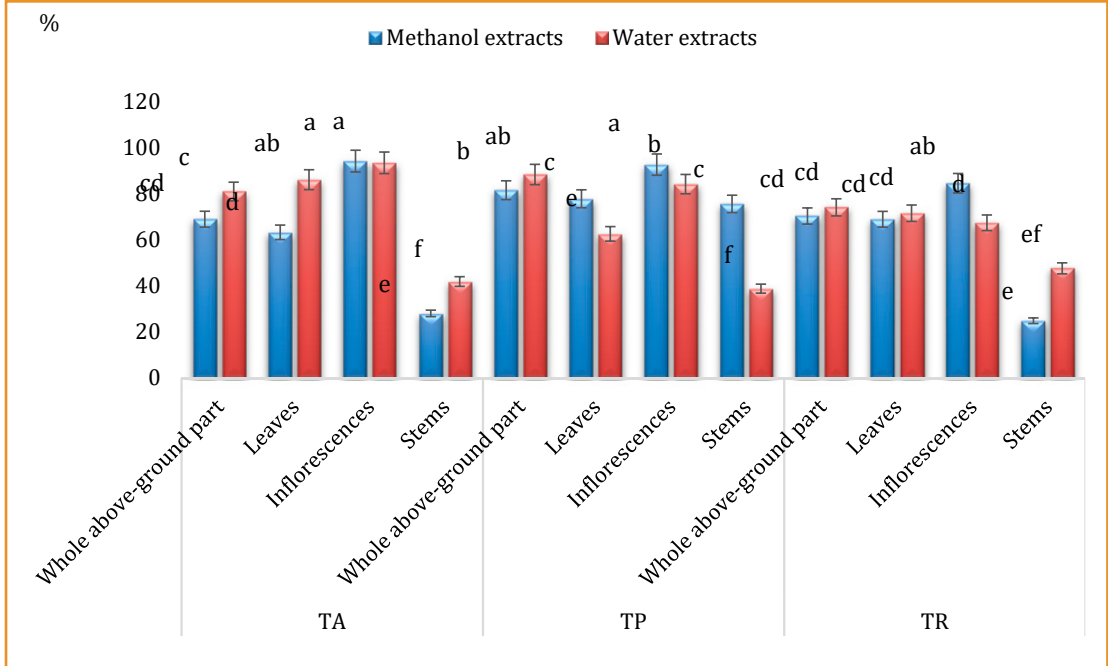 %
Methanol extracts Water extracts
120
100
80
60
40
20
0
c
cd
d
ab
a
a
e
f
b
ab
c
e
a
b
c
f
cd
cd
cd
cd
ab
d
e
ef
Whole above-ground part
Leaves
Inflorescences
Stems
Whole above-ground part
Leaves
Inflorescences
Stems
Whole above-ground part
Leaves
Inflorescences
Stems
TA TP TR